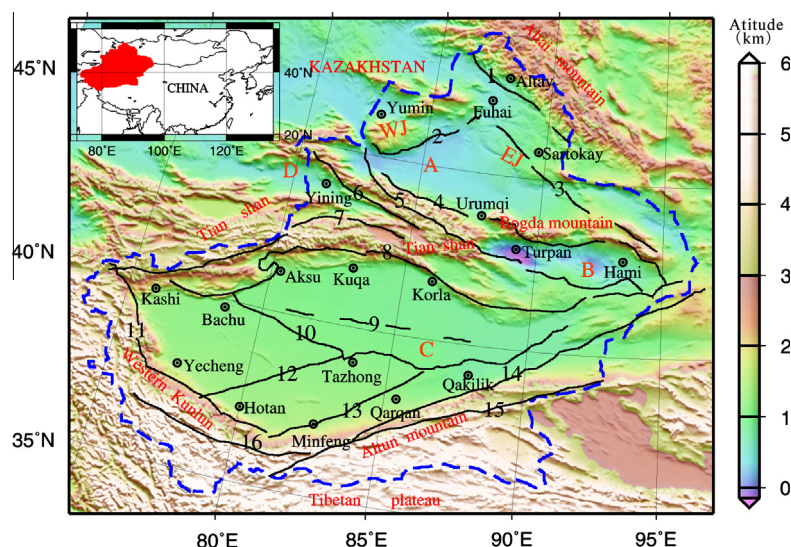 Atitude
(km)
45°N
40°N
35°N
80°E
85°E
90°E
95°E
6
5
4
3
2
1
0
CHINA
40°N
20°N
80°E
100°E
120°E
KAZAKHSTAN
Altai mountain
1
Altay
Fuhai
Yumin
WJ
2
A
EJ
Sartokay
D
Yining
6
5
4
3
Urumqi
Bogda mountain
Tian shan
7
Tian shan
Turpan
B
Hami
8
Aksu
Kuqa
Korla
Kashi
Bachu
9
10
C
11
Yecheng
12
Tazhong
Qakilik
14
Western Kunlun
Hotan
13
Qarqan
15
16
Minfeng
Altun mountain
Tibetan plateau